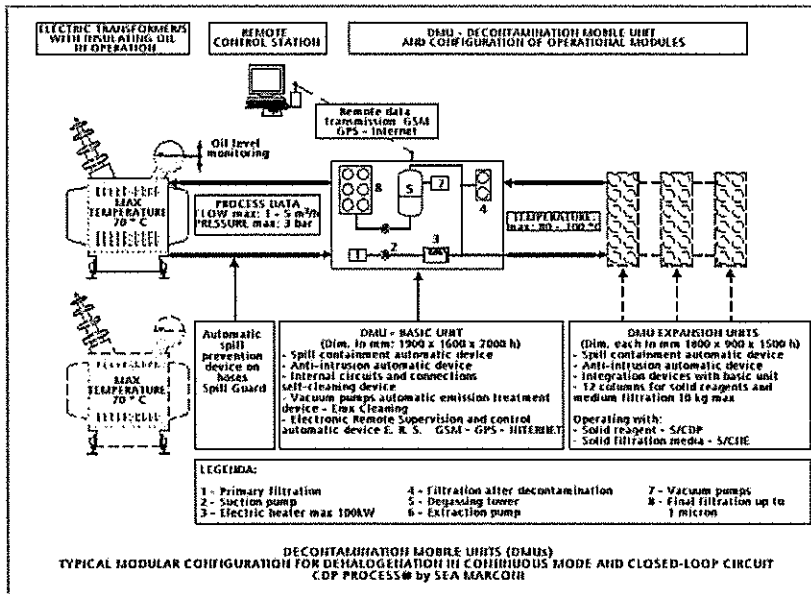 ELECTRIC TRANSFORMERS
WITH INSULATING OIL
IN OPERATION
REMOTE
CONTROL STATION
DMU - DECONTAMINATION MOBILE UNIT
AND CONFIGURATION OF OPERATIONAL MODULES
Remote data
transmission GSM
GPS - Internet
Oil level
monitoring
MAX
TEMPERATURE
70 ° C
PROCESS DATA
FLOW max: 1 - 5 m³/h
PRESSURE max: 3 bar
8
5
7
4
1
2
3
TEMPERATURE
max: 80 - 100 °C
MAX
TEMPERATURE
70 ° C
Automatic
spill
prevention
device on
hoses
Spill Guard
DMU - BASIC UNIT
(Dim. in mm: 1900 x 1600 x 2000 h)
- Spill containment automatic device
- Anti-intrusion automatic device
- Internal circuits and connections
self-cleaning device
- Vacuum pumps automatic emission treatment
device - Emx Cleaning
- Electronic Remote Supervision and control
automatic device E. R. S. GSM - GPS - INTERNET
DMU EXPANSION UNITS
(Dim. each in mm 1800 x 900 x 1500 h)
- Spill containment automatic device
- Anti-intrusion automatic device
- Integration devices with basic unit
- 12 columns for solid reagents and
medium filtration 10 kg max
Operating with:
- Solid reagent - S/CDP
- Solid filtration media - S/CHE
LEGENDA:
1 - Primary filtration
2 - Suction pump
3 - Electric heater max 100kW
4 - Filtration after decontamination
5 - Degassing tower
6 - Extraction pump
7 - Vacuum pumps
8 - Final filtration up to
1 micron
DECONTAMINATION MOBILE UNITS (DMUs)
TYPICAL MODULAR CONFIGURATION FOR DEHALOGENATION IN CONTINUOUS MODE AND CLOSED-LOOP CIRCUIT
CDP PROCESS® by SEA MARCONI